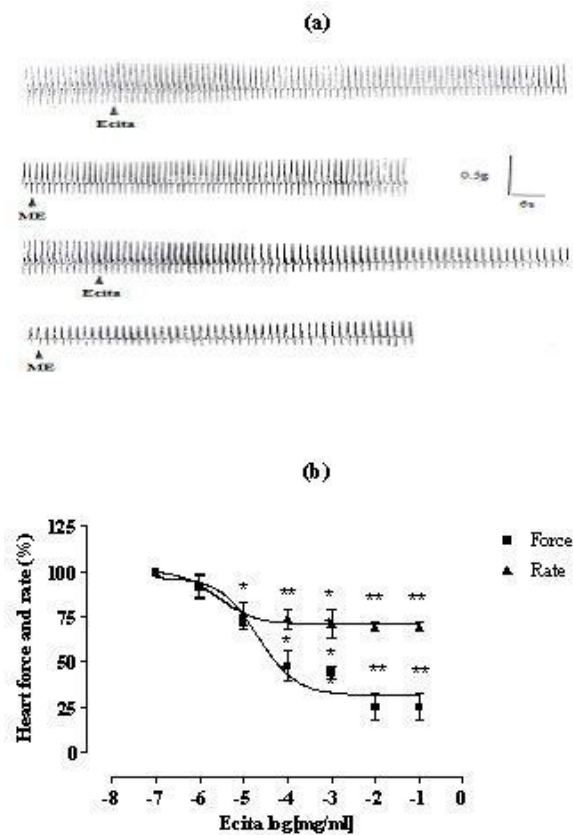 (a)
Ecita
0.5g
6s
ME
Ecita
ME
(b)
Heart force and rate (%)
125
100
75
50
25
0
Force
Rate
* ** * ** **
* * ** **
*
-8 -7 -6 -5 -4 -3 -2 -1 0
Ecita log[mg/ml]